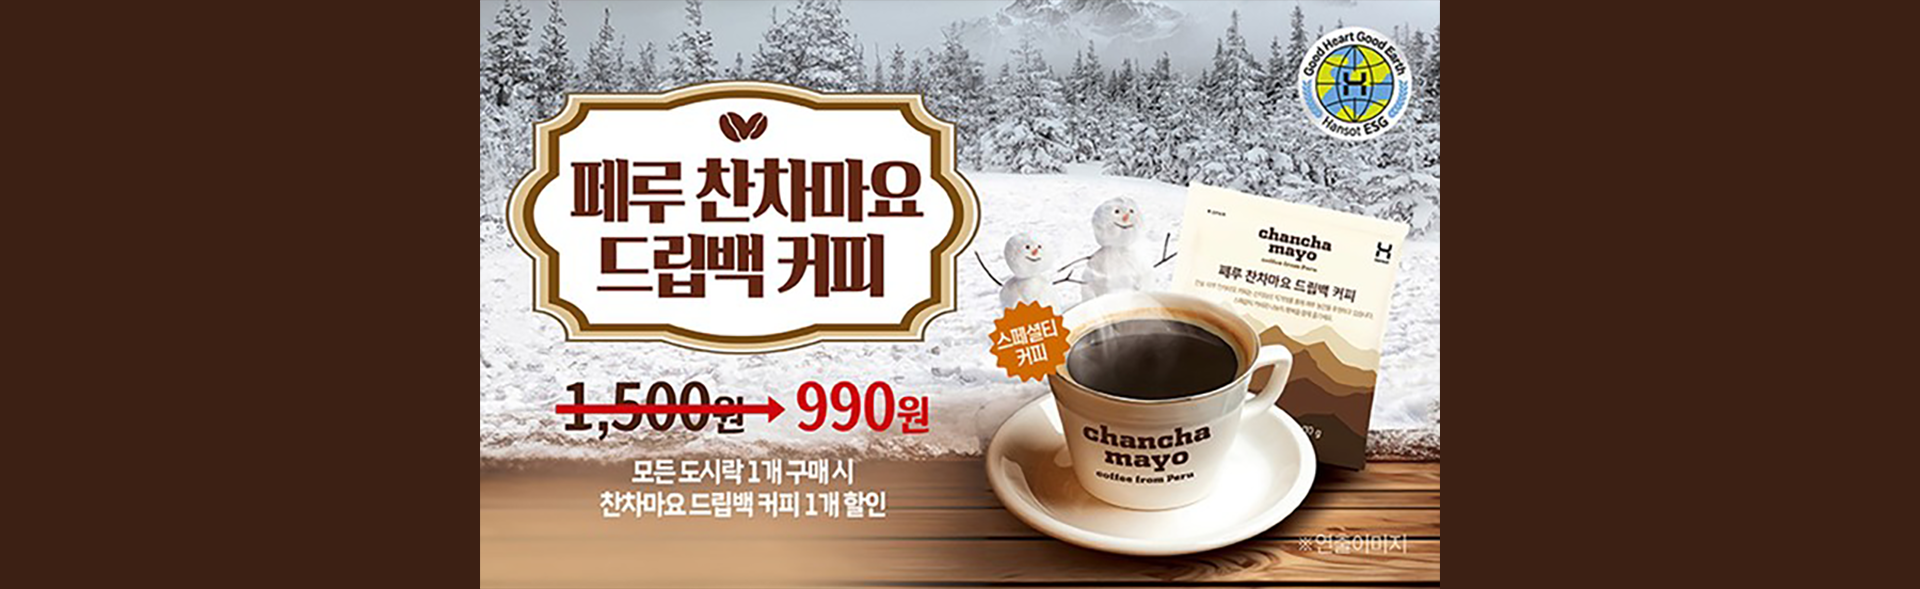 페루 찬차마요
드립백 커피
1,500원 → 990원
모든 도시락 1개 구매 시
찬차마요 드립백 커피 1개 할인
Good Heart Good Earth
Hansot ESG
chancha
mayo
coffee from Peru
페루 찬차마요 드립백 커피
스페셜티
커피
chancha
mayo
coffee from Peru
※연출이미지